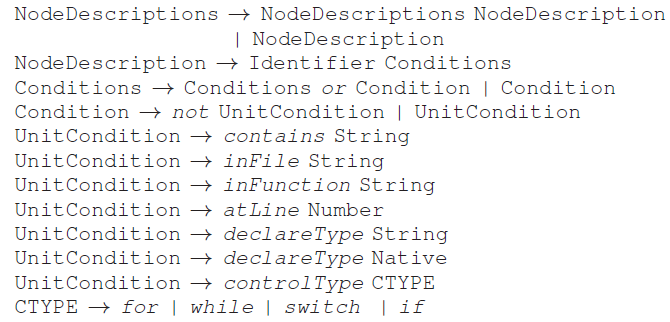 NodeDescriptions → NodeDescriptions NodeDescription
| NodeDescription
NodeDescription → Identifier Conditions
Conditions → Conditions or Condition | Condition
Condition → not UnitCondition | UnitCondition
UnitCondition → contains String
UnitCondition → inFile String
UnitCondition → inFunction String
UnitCondition → atLine Number
UnitCondition → declareType String
UnitCondition → declareType Native
UnitCondition → controlType CTYPE
CTYPE → for | while | switch | if